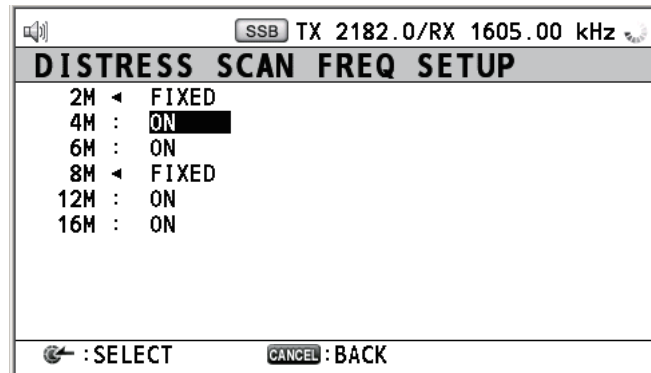 SSB TX 2182.0/RX 1605.00 kHz
DISTRESS SCAN FREQ SETUP
2M ◄ FIXED
4M : ON
6M : ON
8M ◄ FIXED
12M : ON
16M : ON
:SELECT CANCEL :BACK